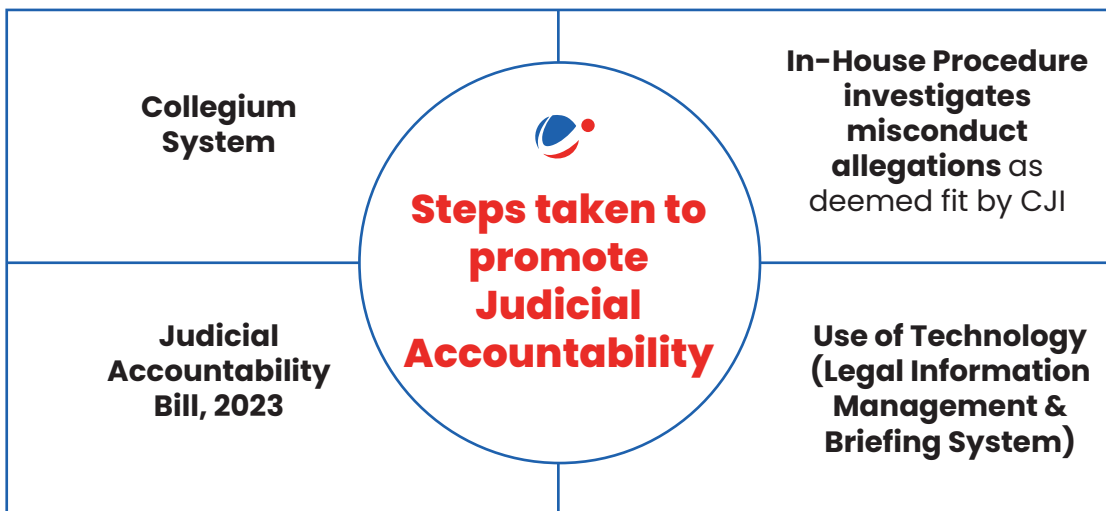 Collegium
System
In-House Procedure
investigates
misconduct
allegations as
deemed fit by CJI
Steps taken to
promote
Judicial
Accountability
Judicial
Accountability
Bill, 2023
Use of Technology
(Legal Information
Management &
Briefing System)